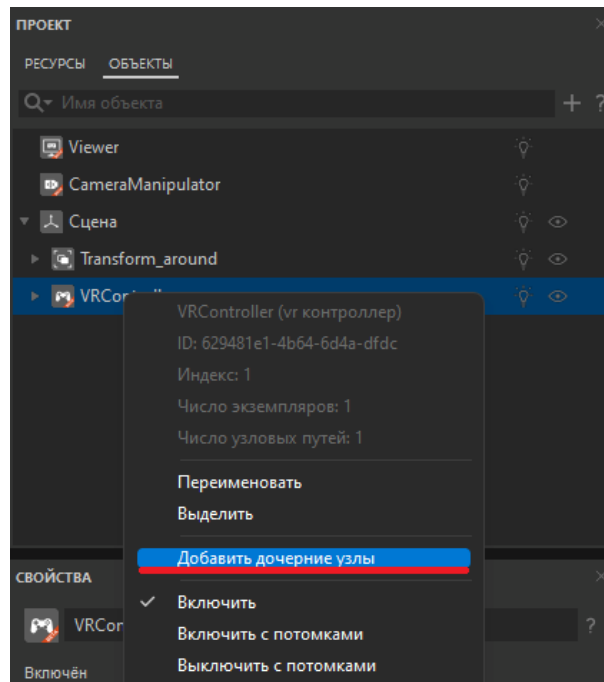 ПРОЕКТ
РЕСУРСЫ ОБЪЕКТЫ
Имя объекта
Viewer
CameraManipulator
Сцена
Transform_around
VRController
VRController (vr контроллер)
ID: 629481e1-4b64-6d4a-dfdc
Индекс: 1
Число экземпляров: 1
Число узловых путей: 1
Переименовать
Выделить
Добавить дочерние узлы
СВОЙСТВА
Включить
VRCor
Включить с потомками
Включён
Выключить с потомками